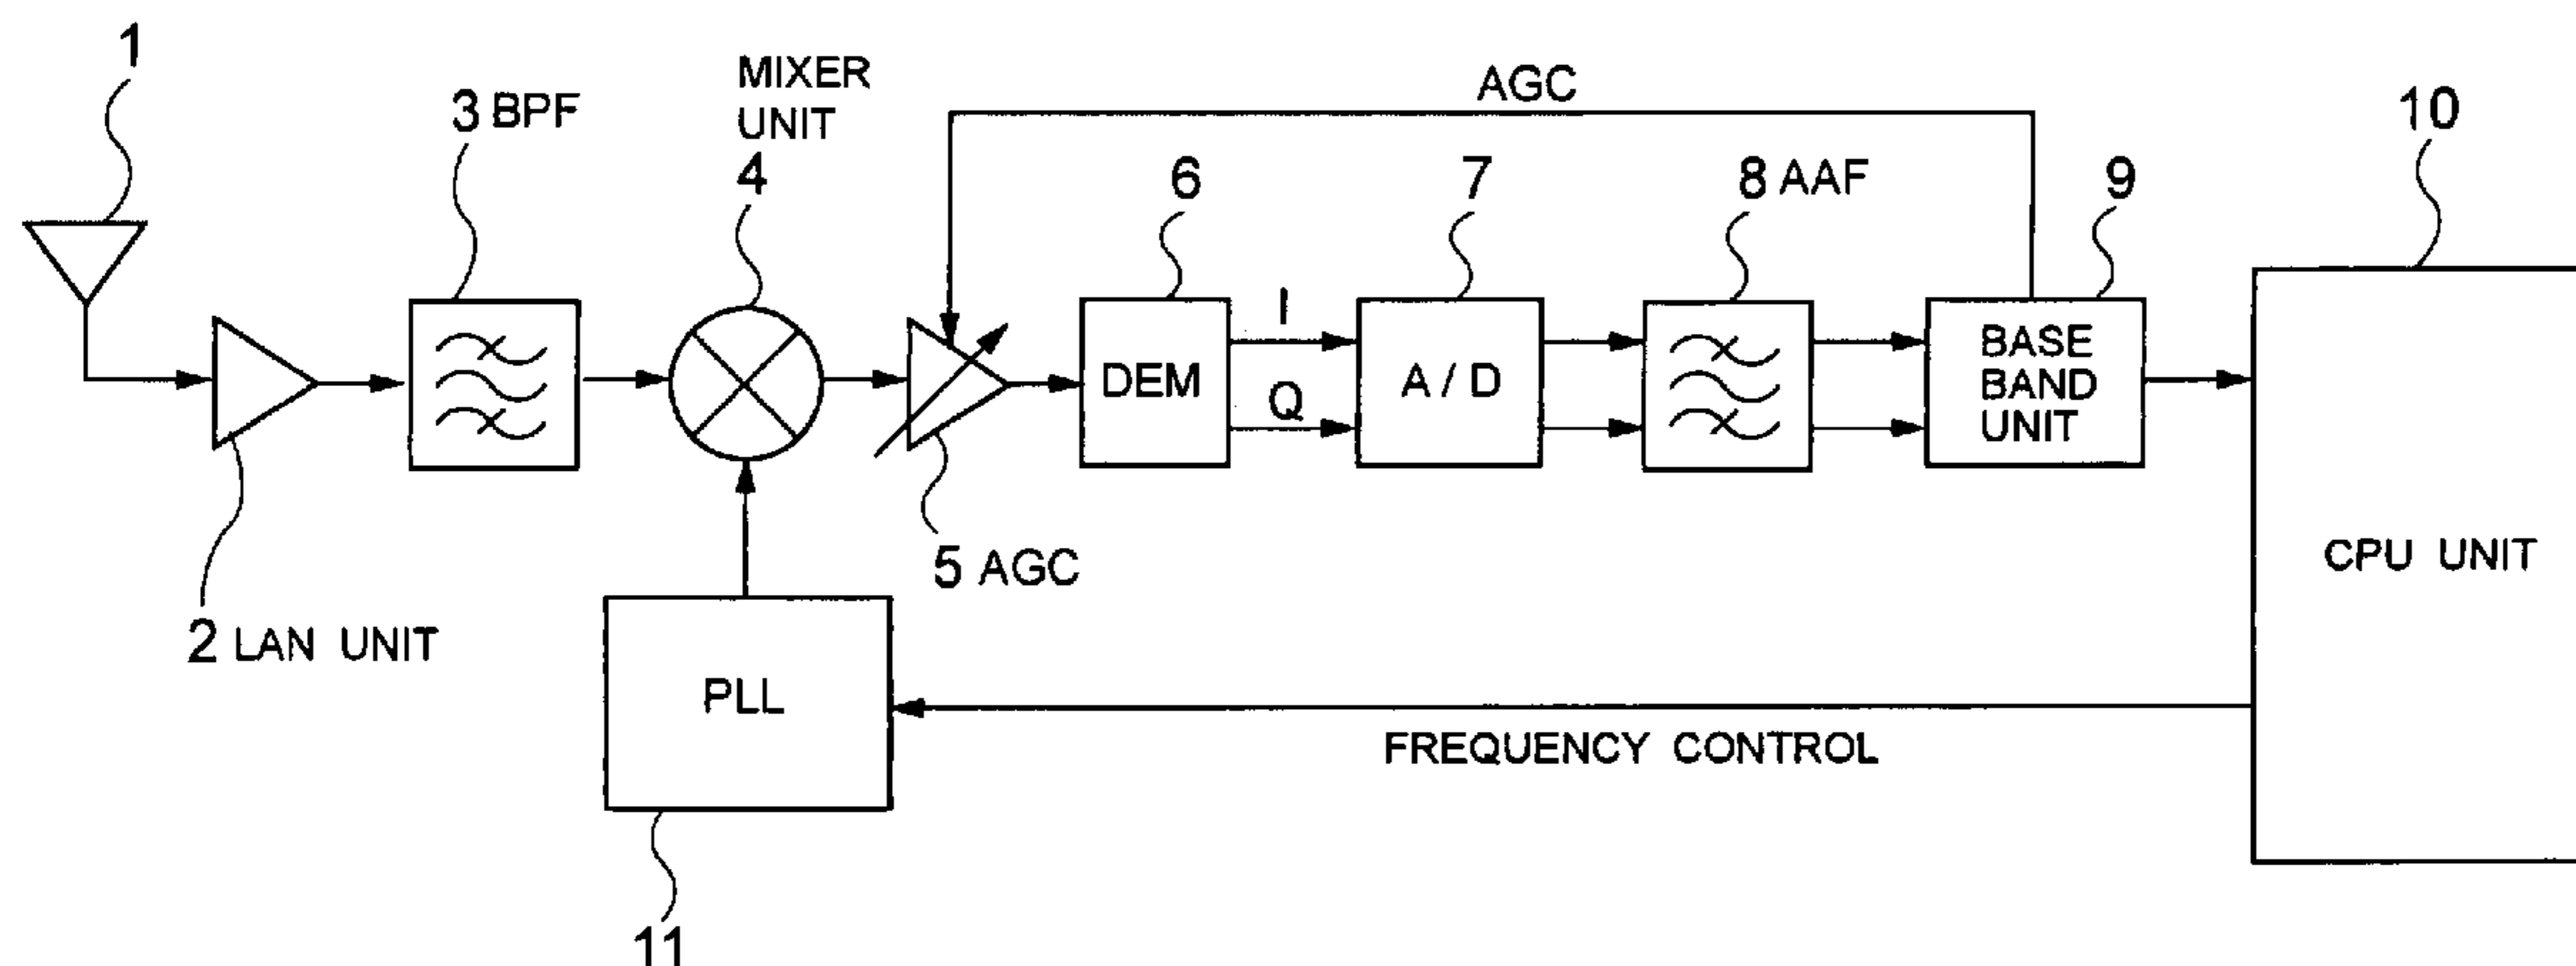 1
3 BPF
MIXER
UNIT
4
AGC
6
7
8 AAF
9
10
I
Q
DEM
A / D
BASE
BAND
UNIT
CPU UNIT
5 AGC
2 LAN UNIT
PLL
FREQUENCY CONTROL
11